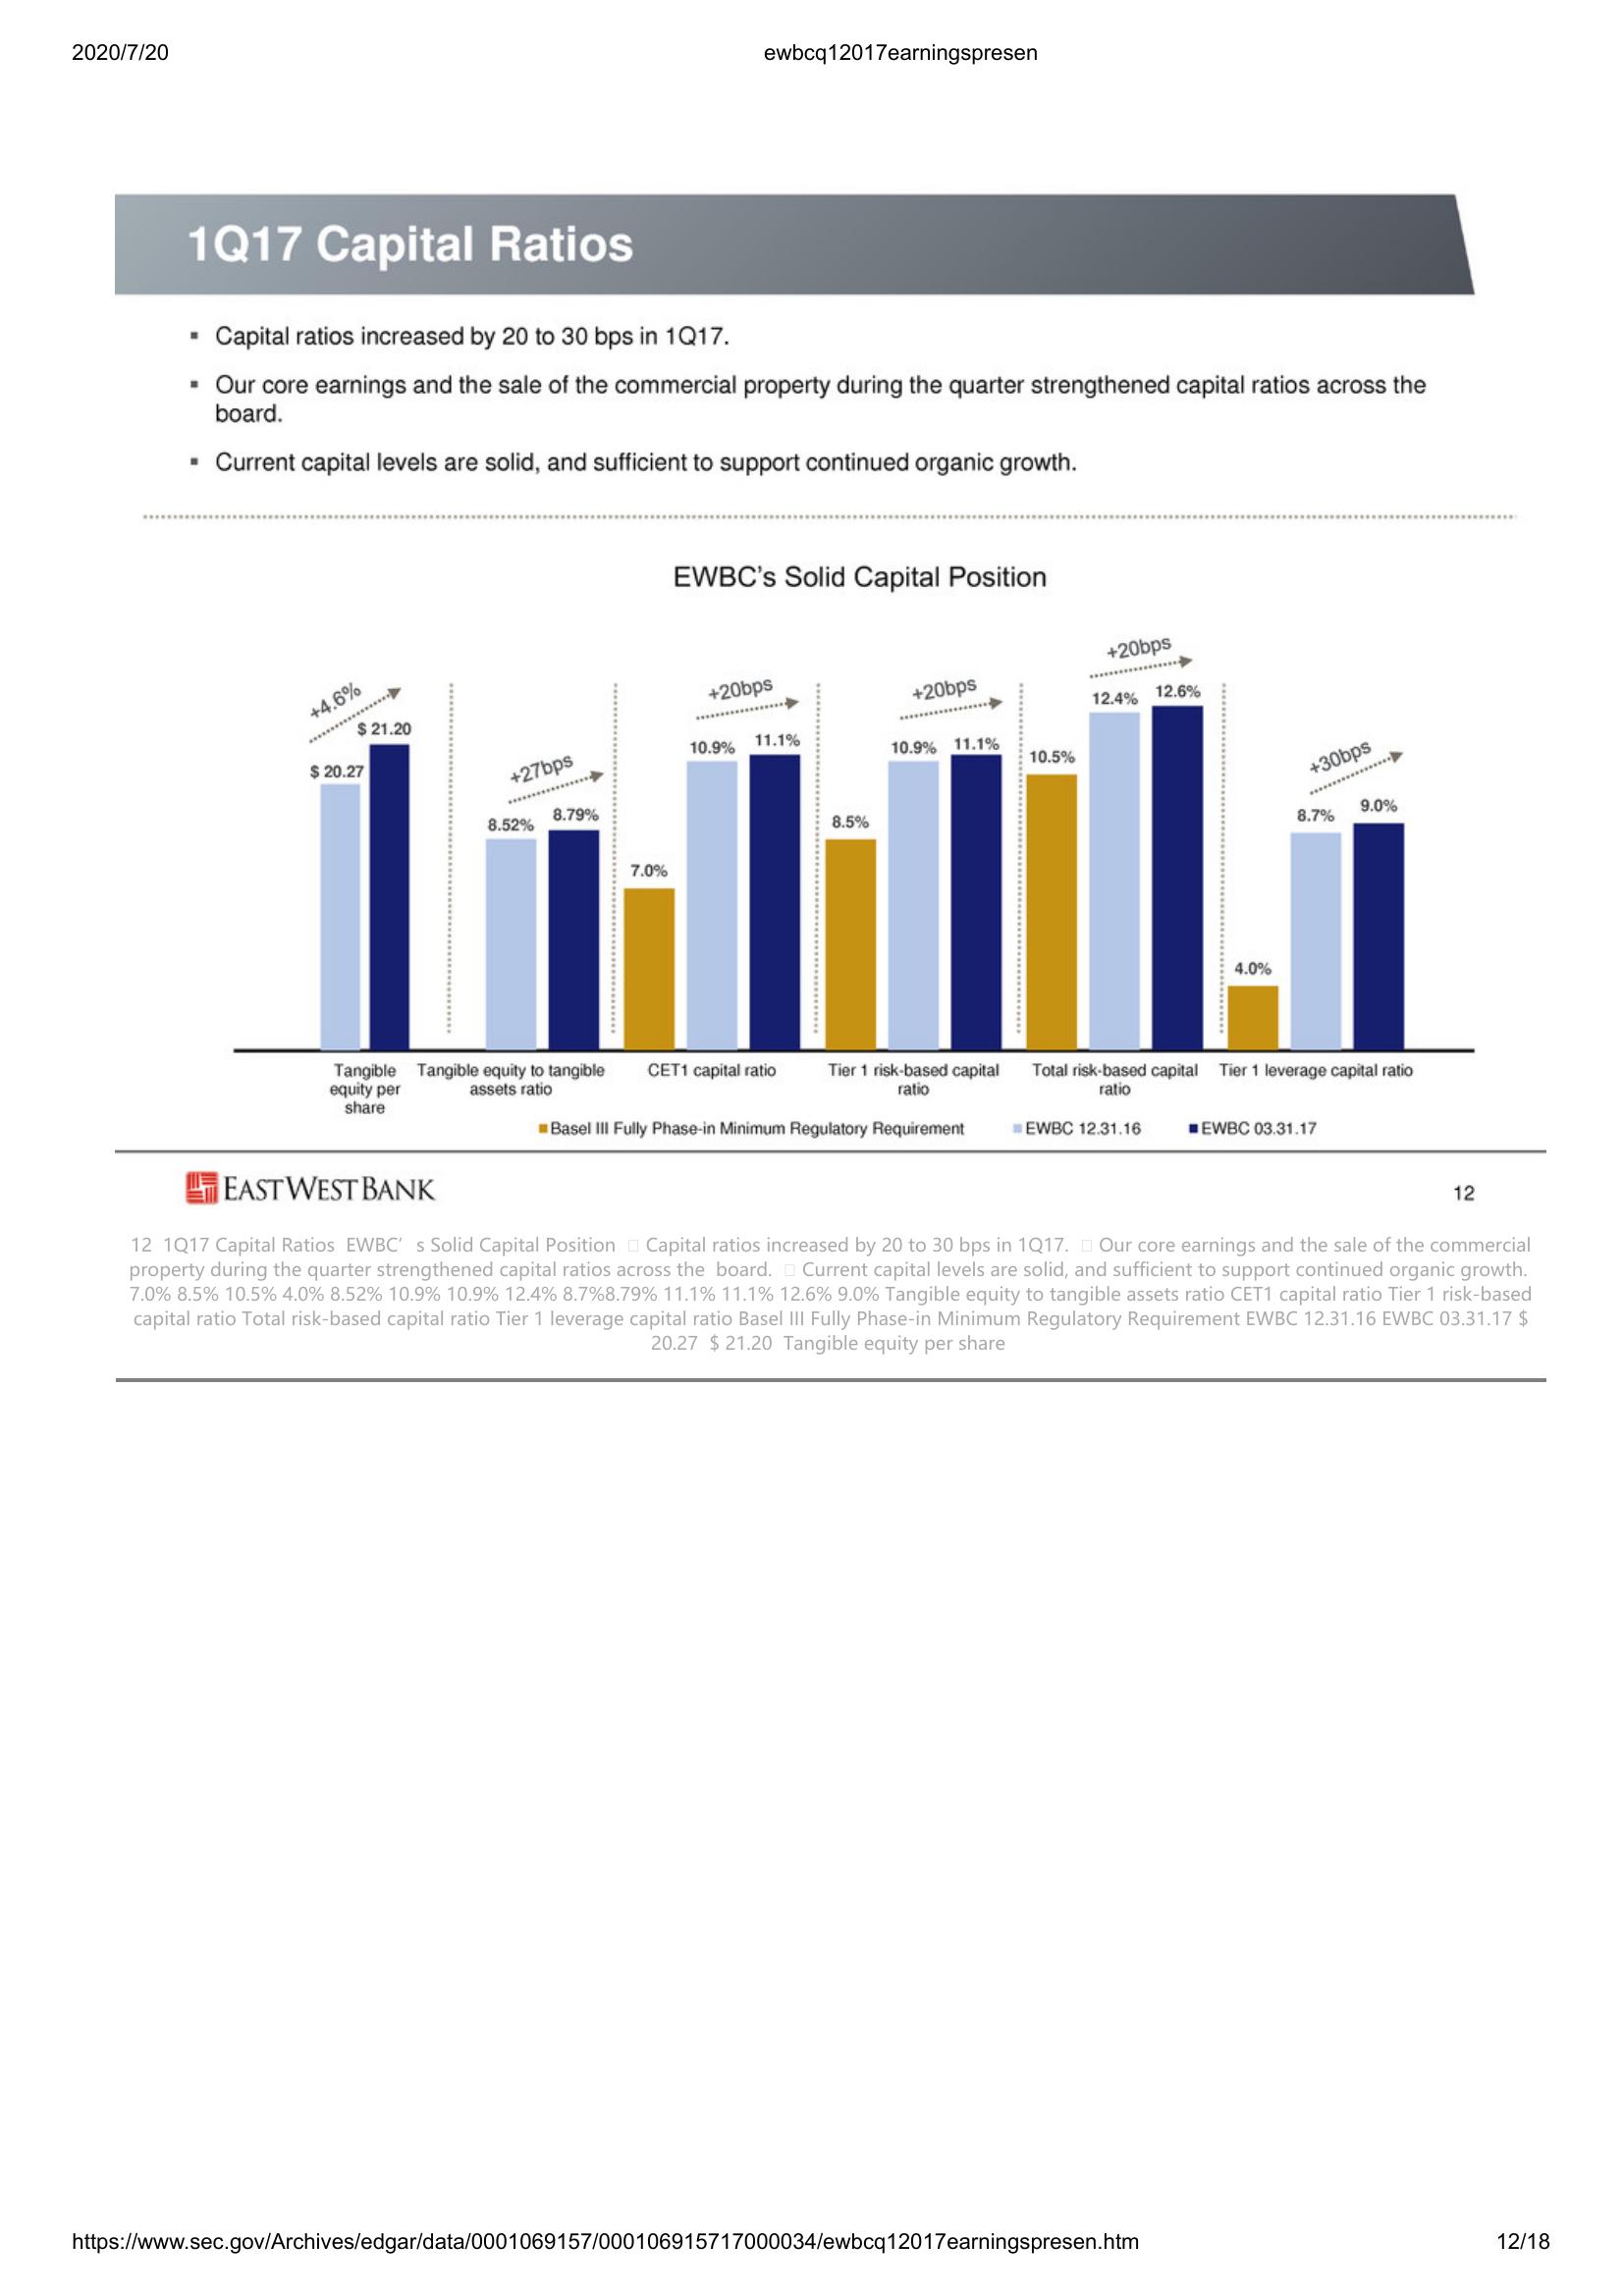 2020/7/20
ewbcq12017earningspresen
1Q17 Capital Ratios
▪ Capital ratios increased by 20 to 30 bps in 1Q17.
▪ Our core earnings and the sale of the commercial property during the quarter strengthened capital ratios across the
board.
▪ Current capital levels are solid, and sufficient to support continued organic growth.
EWBC's Solid Capital Position
+4.6%
$ 20.27
$ 21.20
+27bps
8.52%
8.79%
7.0%
+20bps
10.9%
11.1%
8.5%
+20bps
10.9%
11.1%
10.5%
+20bps
12.4%
12.6%
4.0%
+30bps
8.7%
9.0%
Tangible
equity per
share
Tangible equity to tangible
assets ratio
CET1 capital ratio
Tier 1 risk-based capital
ratio
Total risk-based capital
ratio
Tier 1 leverage capital ratio
Basel III Fully Phase-in Minimum Regulatory Requirement
EWBC 12.31.16
EWBC 03.31.17
EASTWESTBANK
12
12 1Q17 Capital Ratios EWBC’ s Solid Capital Position □ Capital ratios increased by 20 to 30 bps in 1Q17. □ Our core earnings and the sale of the commercial
property during the quarter strengthened capital ratios across the board. □ Current capital levels are solid, and sufficient to support continued organic growth.
7.0% 8.5% 10.5% 4.0% 8.52% 10.9% 10.9% 12.4% 8.7%8.79% 11.1% 11.1% 12.6% 9.0% Tangible equity to tangible assets ratio CET1 capital ratio Tier 1 risk-based
capital ratio Total risk-based capital ratio Tier 1 leverage capital ratio Basel III Fully Phase-in Minimum Regulatory Requirement EWBC 12.31.16 EWBC 03.31.17 $
20.27 $ 21.20 Tangible equity per share
https://www.sec.gov/Archives/edgar/data/0001069157/000106915717000034/ewbcq12017earningspresen.htm
12/18